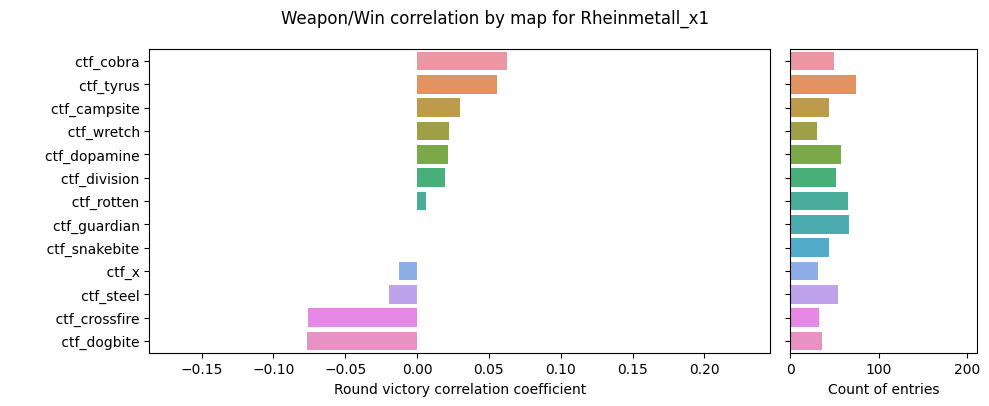 Weapon/Win correlation by map for Rheinmetall_x1
ctf_cobra
ctf_tyrus
ctf_campsite
ctf_wretch
ctf_dopamine
ctf_division
ctf_rotten
ctf_guardian
ctf_snakebite
ctf_x
ctf_steel
ctf_crossfire
ctf_dogbite
−0.15 −0.10 −0.05 0.00 0.05 0.10 0.15 0.20
Round victory correlation coefficient
0 100 200
Count of entries